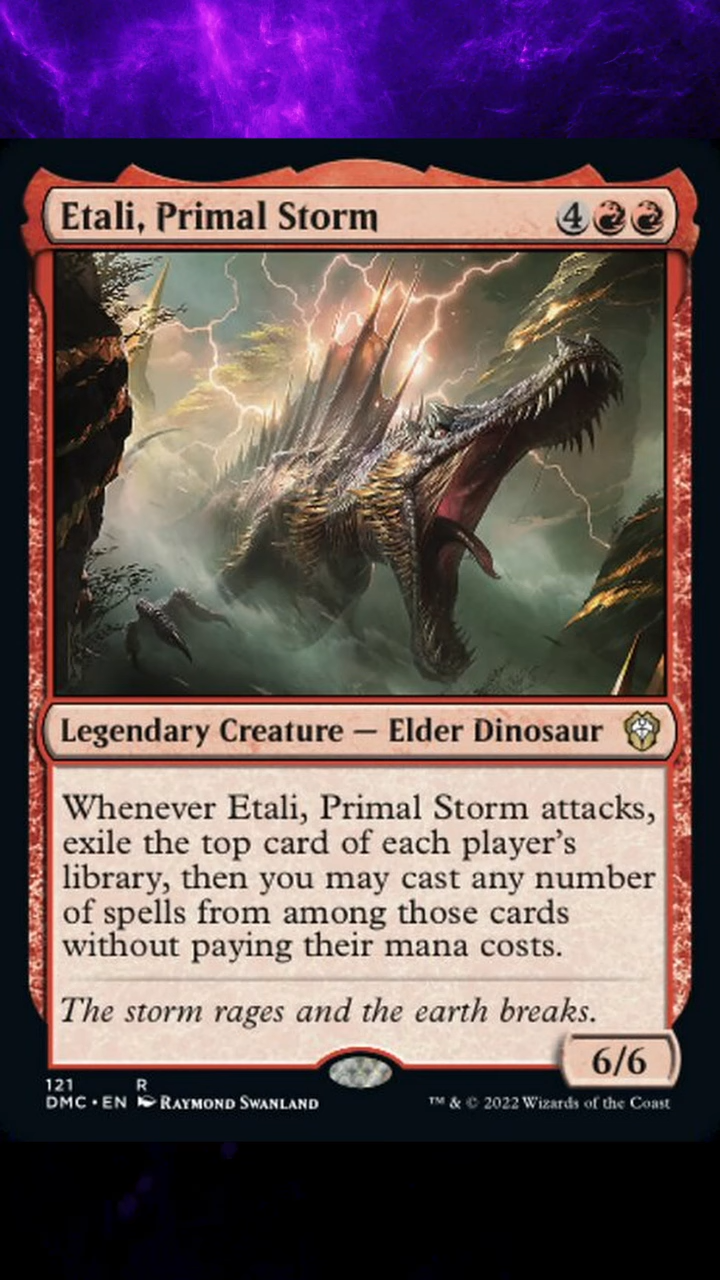 Etali, Primal Storm 4
Legendary Creature — Elder Dinosaur
Whenever Etali, Primal Storm attacks,
exile the top card of each player's
library, then you may cast any number
of spells from among those cards
without paying their mana costs.
The storm rages and the earth breaks.
6/6
121 R
DMC • EN RAYMOND SWANLAND
™ & © 2022 Wizards of the Coast